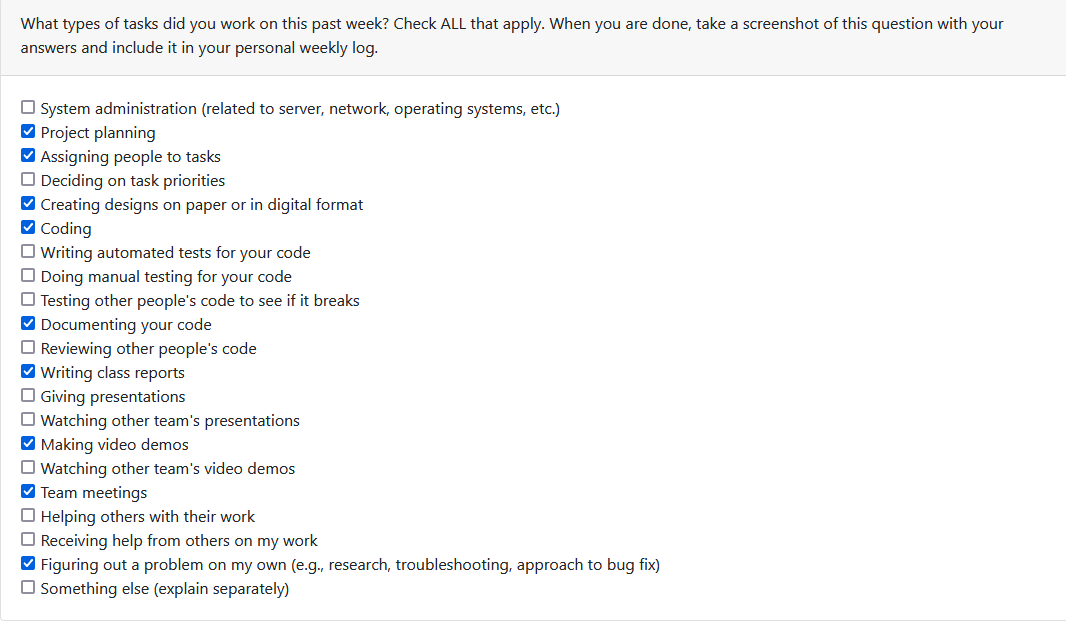 What types of tasks did you work on this past week? Check ALL that apply. When you are done, take a screenshot of this question with your
answers and include it in your personal weekly log.
System administration (related to server, network, operating systems, etc.)
Project planning
Assigning people to tasks
Deciding on task priorities
Creating designs on paper or in digital format
Coding
Writing automated tests for your code
Doing manual testing for your code
Testing other people's code to see if it breaks
Documenting your code
Reviewing other people's code
Writing class reports
Giving presentations
Watching other team's presentations
Making video demos
Watching other team's video demos
Team meetings
Helping others with their work
Receiving help from others on my work
Figuring out a problem on my own (e.g., research, troubleshooting, approach to bug fix)
Something else (explain separately)